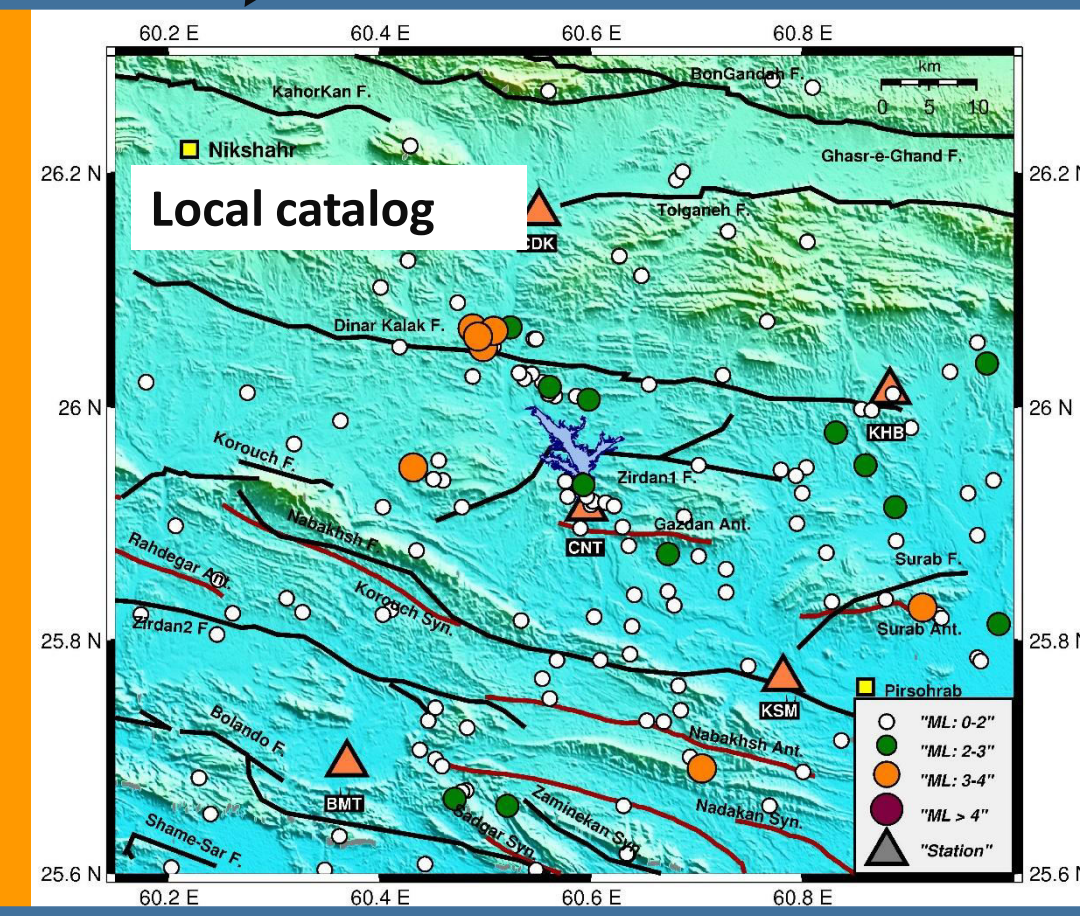 60.2 E 60.4 E 60.6 E 60.8 E
BonGandah F.
km
0 5 10
KahorKan F.
Nikshahr
Ghasr-e-Ghand F.
26.2 N 26.2 N
Local catalog
Tolganeh F.
CDK
Dinar Kalak F.
26 N 26 N
KHB
Korouch F.
Zirdan1 F.
Nabakhsh F.
Gazdan Ant.
CNT
Rahdegar Ant.
Surab F.
Korouch Syn.
Zirdan2 F
Surab Ant.
25.8 N 25.8 N
Pirsohrab
KSM
Bolando F.
Nabakhsh Ant.
"ML: 0-2"
"ML: 2-3"
"ML: 3-4"
"ML > 4"
"Station"
BMT
Zaminekan Syn
Nadakan Syn.
Sadgar Syn
Shame-Sar F.
25.6 N 25.6 N
60.2 E 60.4 E 60.6 E 60.8 E